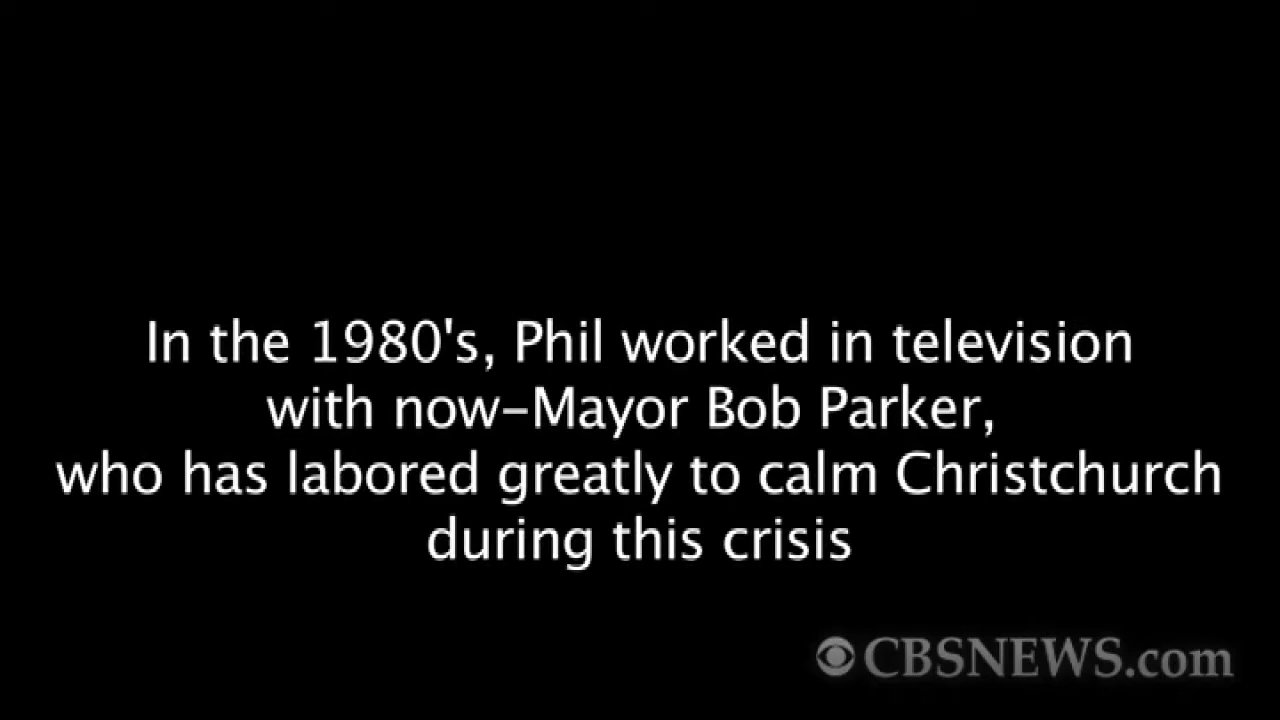 In the 1980's, Phil worked in television
with now-Mayor Bob Parker,
who has labored greatly to calm Christchurch
during this crisis
CBSNEWS.com